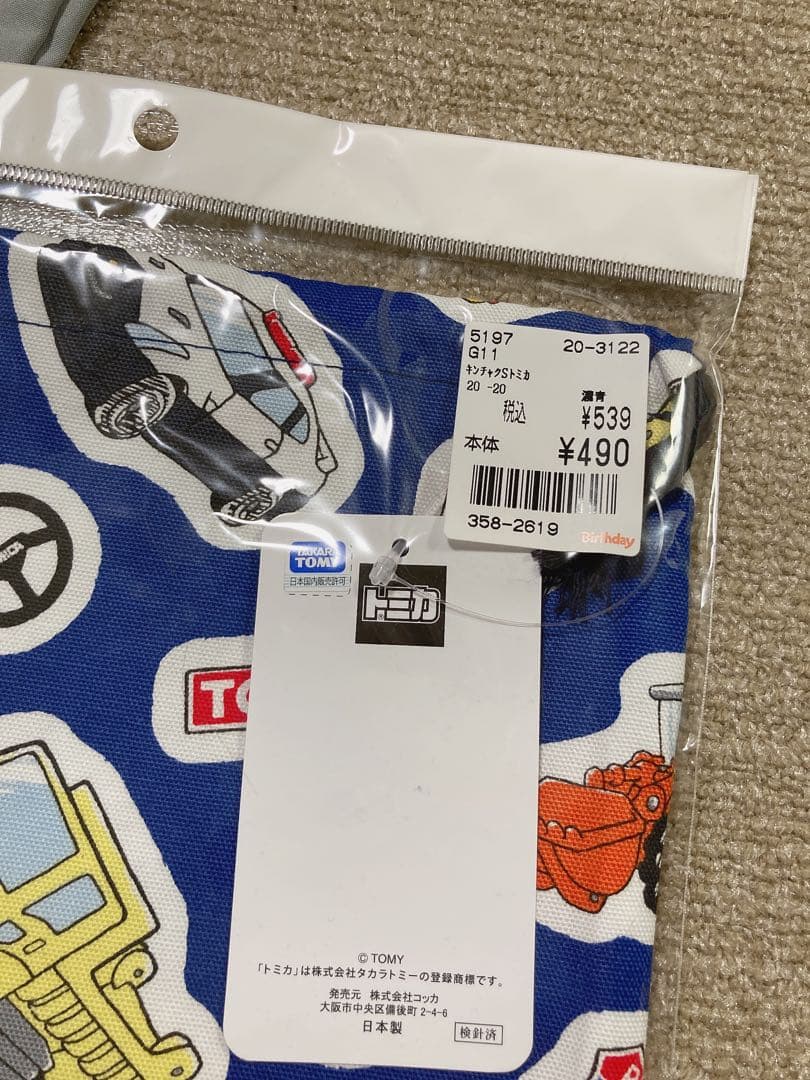 5197
G11
20-3122
キンチャクSトミカ
20 -20
濃青
税込
¥539
本体
¥490
358-2619
Birthday
TAKARA
TOMY
日本国内販売許可
トミカ
TO
© TOMY
「トミカ」は株式会社タカラトミーの登録商標です。
発売元 株式会社コッカ
大阪市中央区備後町 2-4-6
日本製
検針済